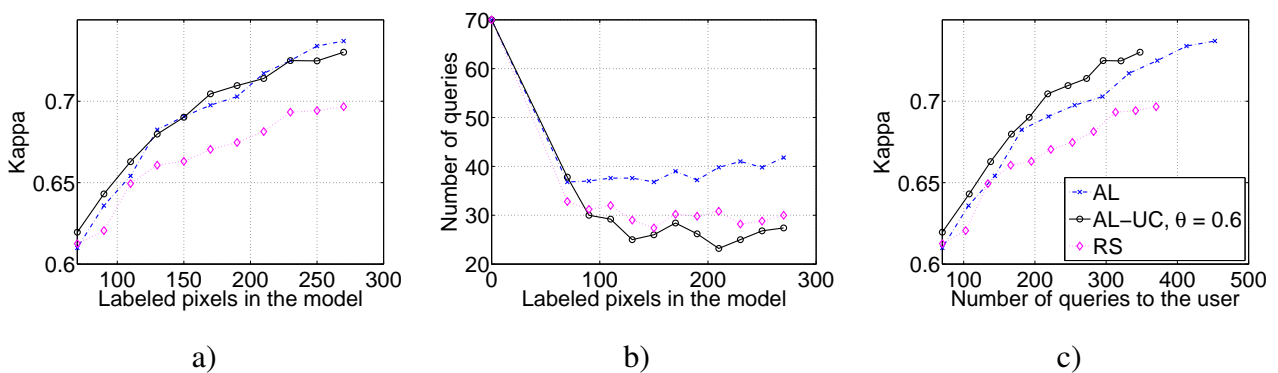 0.7
0.65
0.6
Kappa
100 150 200 250 300
Labeled pixels in the model
a)
70
60
50
40
30
20
Number of queries
0 100 200 300
Labeled pixels in the model
b)
0.7
0.65
0.6
Kappa
100 200 300 400 500
Number of queries to the user
AL
AL−UC, θ = 0.6
RS
c)